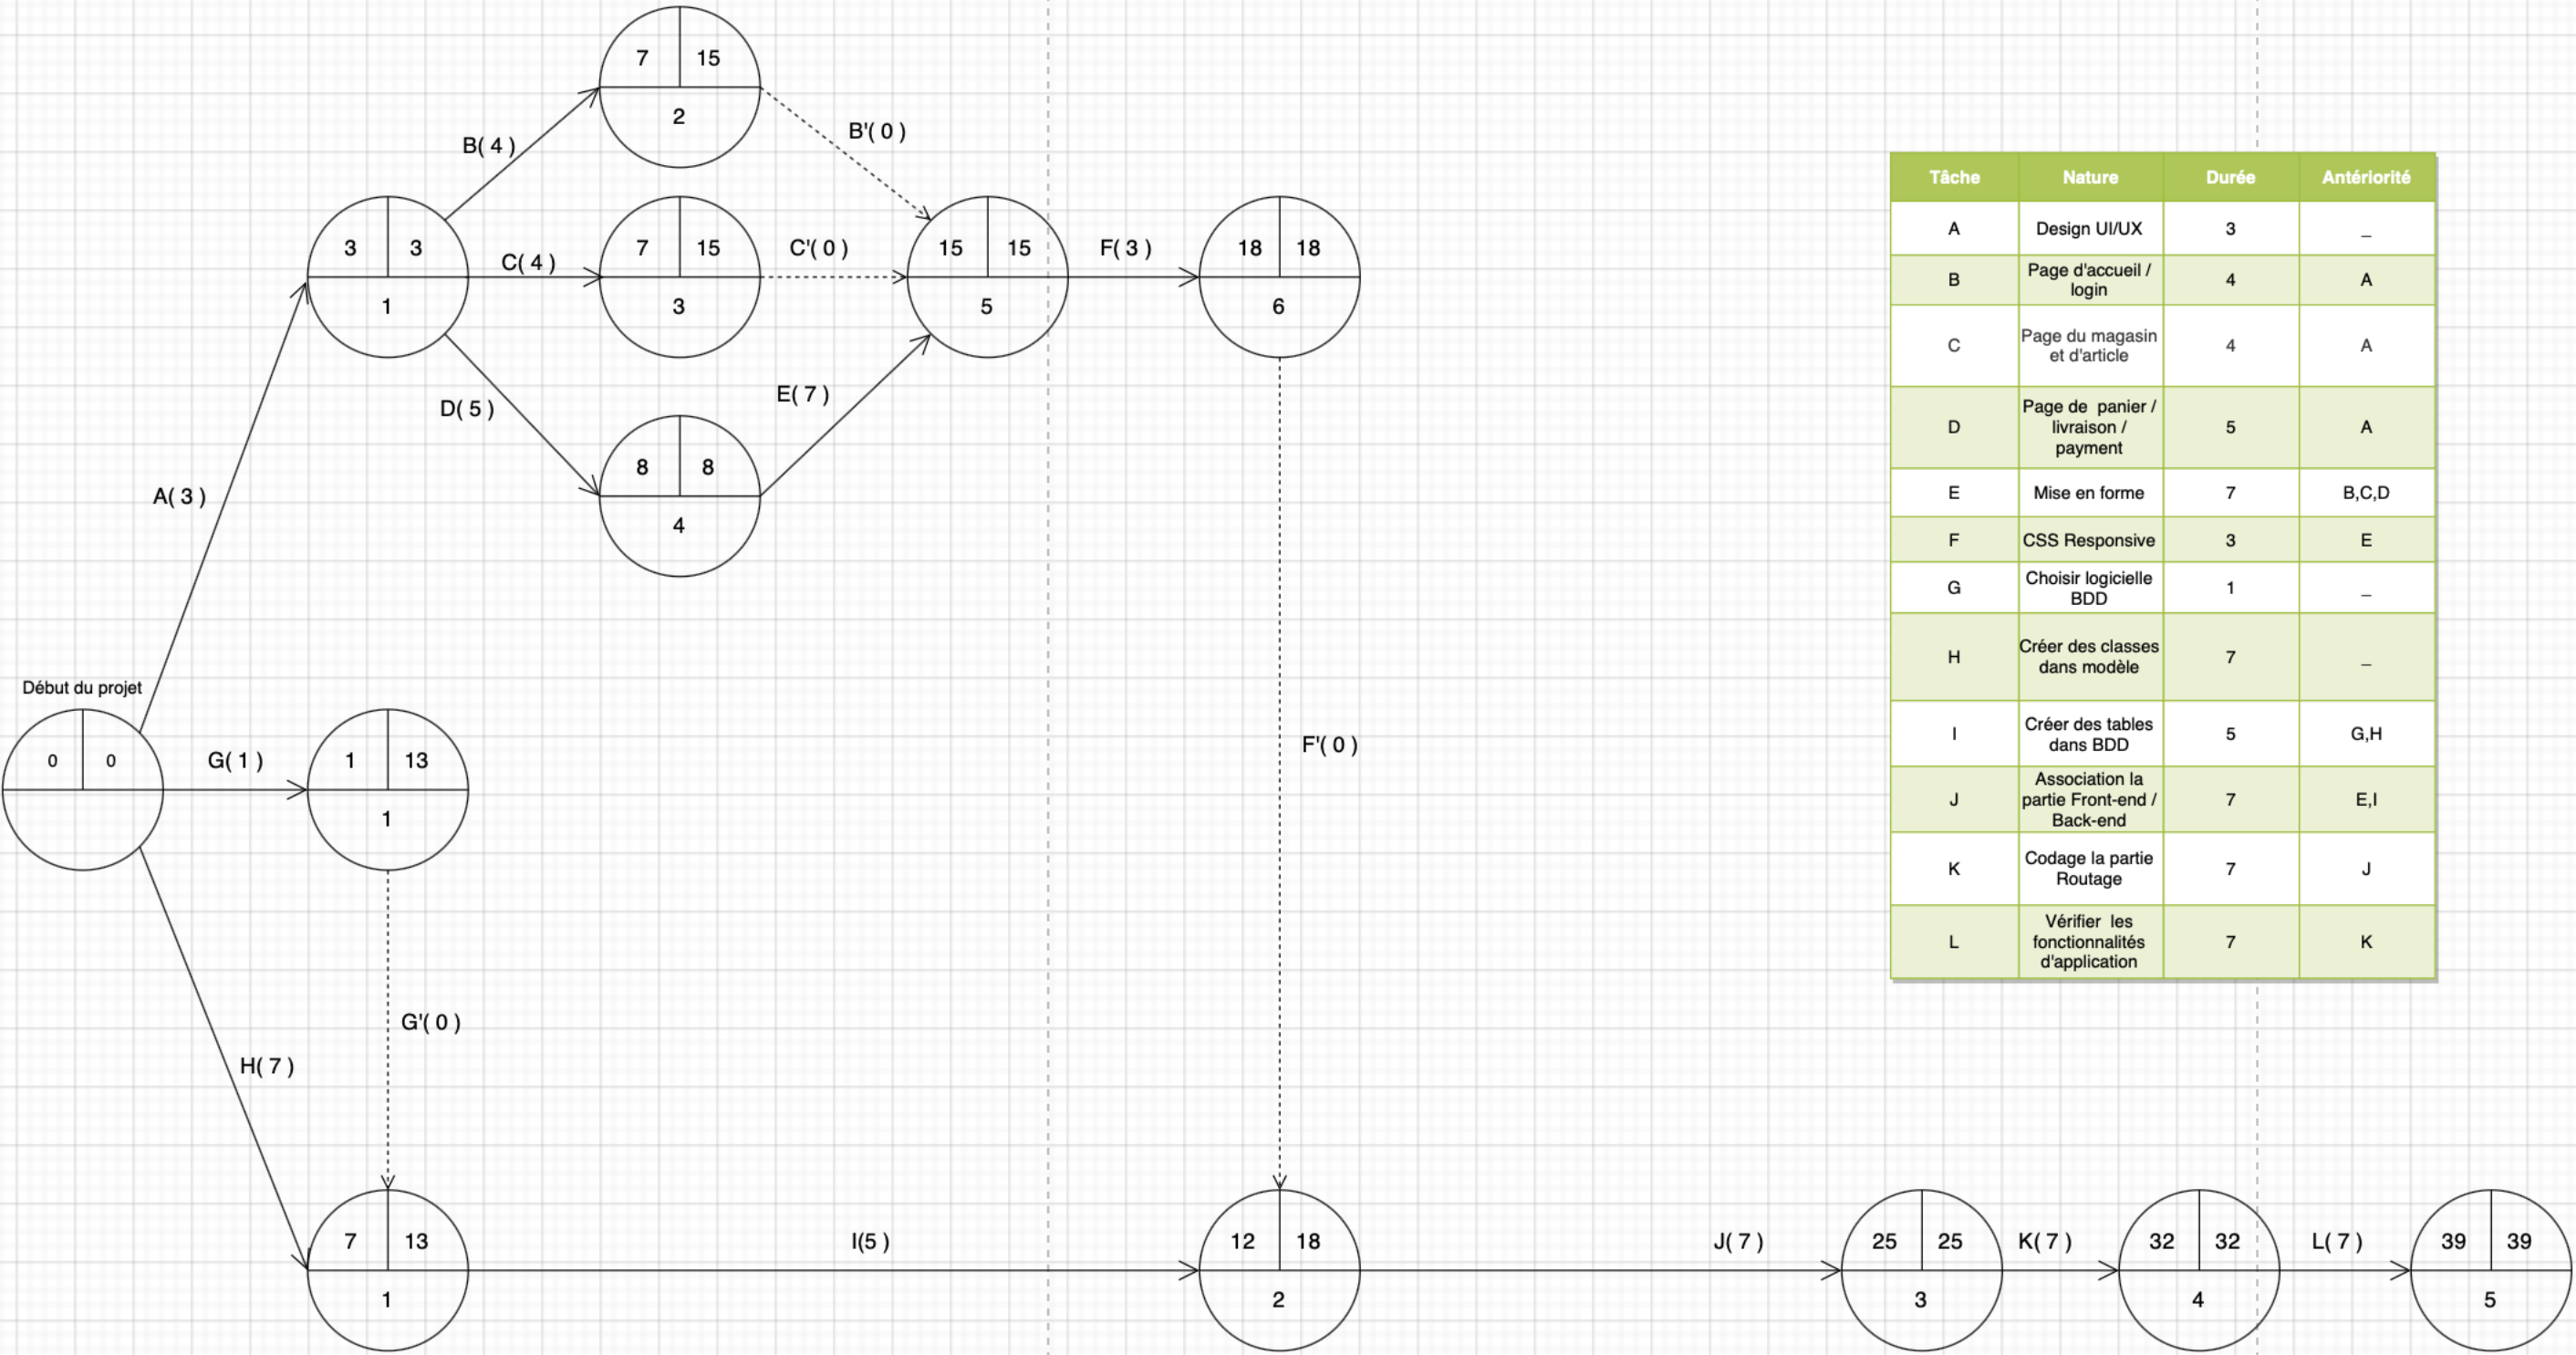 7 15
2
B( 4 )
B'( 0 )
3 3
1
C( 4 )
7 15
3
C'( 0 )
15 15
5
F( 3 )
18 18
6
D( 5 )
E( 7 )
8 8
4
A( 3 )
Début du projet
0 0
G( 1 )
1 13
1
F'( 0 )
G'( 0 )
H( 7 )
7 13
1
I(5 )
12 18
2
J( 7 )
25 25
3
K( 7 )
32 32
4
L( 7 )
39 39
5
Tâche Nature Durée Antériorité
A Design UI/UX 3 _
B Page d'accueil /
login 4 A
C Page du magasin
et d'article 4 A
D Page de panier /
livraison /
payment 5 A
E Mise en forme 7 B,C,D
F CSS Responsive 3 E
G Choisir logicielle
BDD 1 _
H Créer des classes
dans modèle 7 _
I Créer des tables
dans BDD 5 G,H
J Association la
partie Front-end /
Back-end 7 E,I
K Codage la partie
Routage 7 J
L Vérifier les
fonctionnalités
d'application 7 K